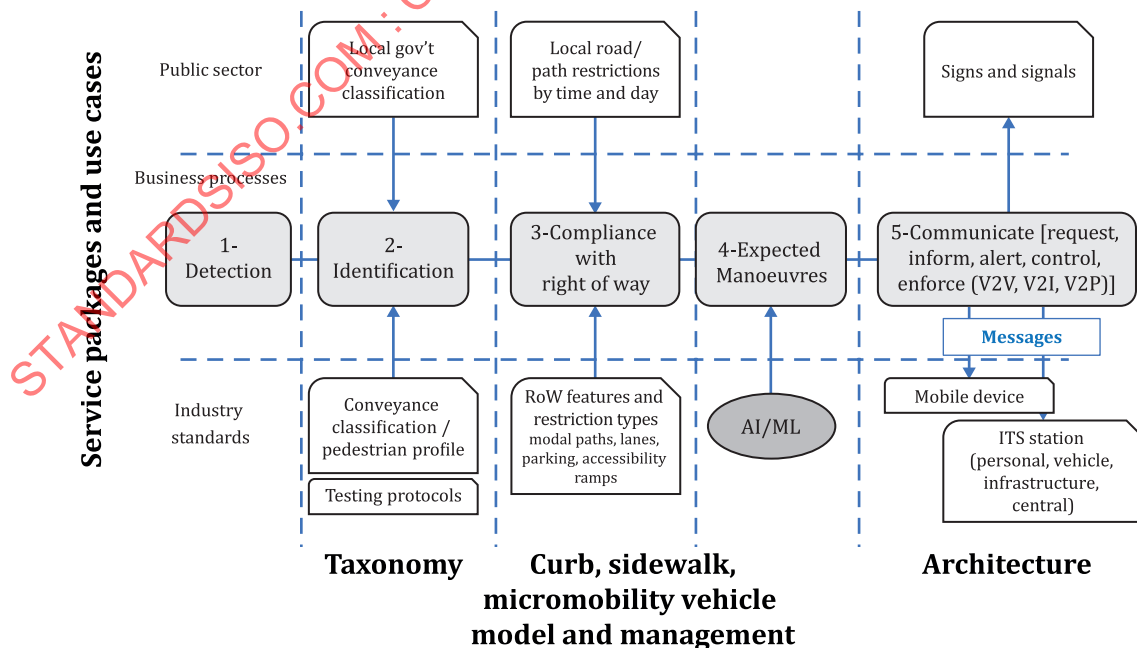 Service packages and use cases
Public sector
Local gov't
conveyance
classification
Local road/
path restrictions
by time and day
Signs and signals
Business processes
1-
Detection
2-
Identification
3-Compliance
with
right of way
4-Expected
Manoeuvres
5-Communicate [request,
inform, alert, control,
enforce (V2V, V2I, V2P)]
Messages
Industry
standards
Conveyance
classification /
pedestrian profile
Testing protocols
RoW features and
restriction types
modal paths, lanes,
parking, accessibility
ramps
AI/ML
Mobile device
ITS station
(personal, vehicle,
infrastructure,
central)
Taxonomy
Curb, sidewalk,
micromobility vehicle
model and management
Architecture
STANDARDSISO.COM :